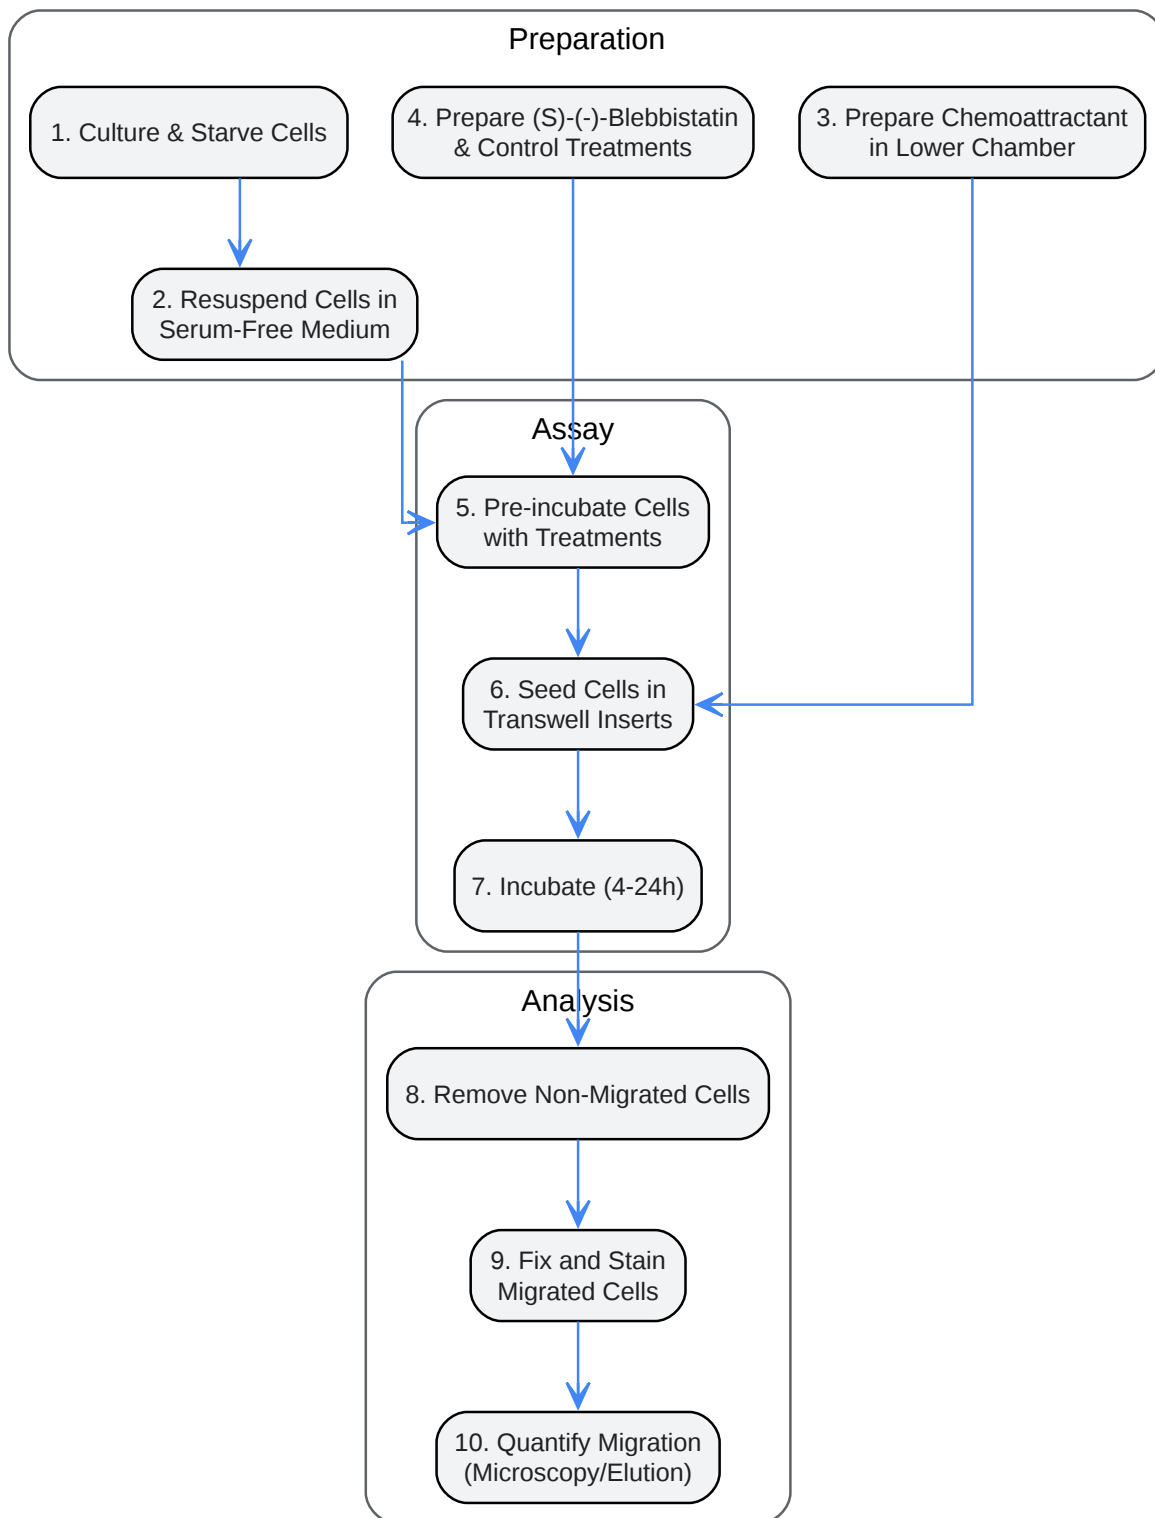 Preparation
1. Culture & Starve Cells
4. Prepare (S)-(-)-Blebbistatin
& Control Treatments
3. Prepare Chemoattractant
in Lower Chamber
2. Resuspend Cells in
Serum-Free Medium
Assay
5. Pre-incubate Cells
with Treatments
6. Seed Cells in
Transwell Inserts
7. Incubate (4-24h)
Analysis
8. Remove Non-Migrated Cells
9. Fix and Stain
Migrated Cells
10. Quantify Migration
(Microscopy/Elution)